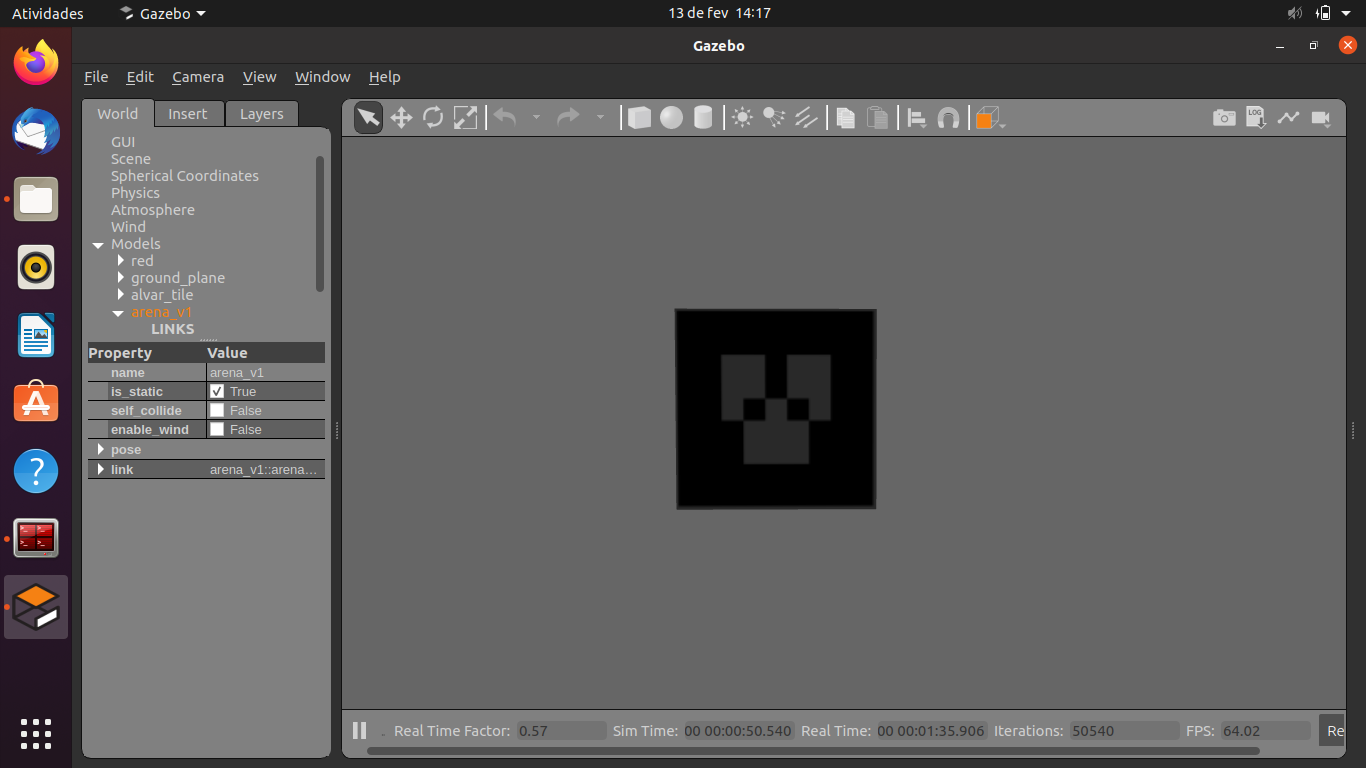 Atividades Gazebo 13 de fev 14:17
Gazebo
File Edit Camera View Window Help
World Insert Layers
LOG
GUI
Scene
Spherical Coordinates
Physics
Atmosphere
Wind
Models
red
ground_plane
alvar_tile
arena_v1
LINKS
Property Value
name arena_v1
is_static True
self_collide False
enable_wind False
pose
link arena_v1::arena...
Real Time Factor: 0.57 Sim Time: 00 00:00:50.540 Real Time: 00 00:01:35.906 Iterations: 50540 FPS: 64.02 Re